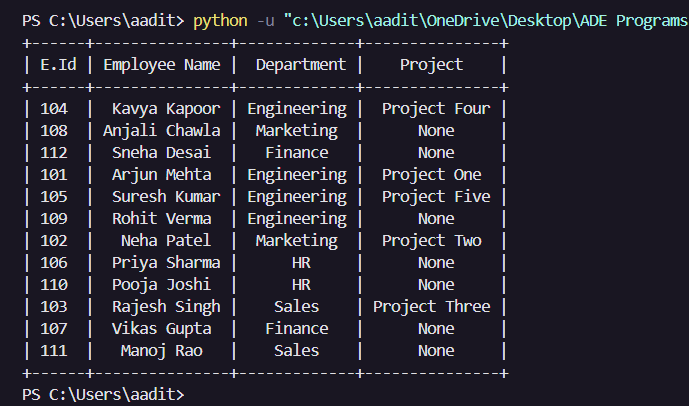 PS C:\Users\aadit> python -u "c:\Users\aadit\OneDrive\Desktop\ADE Programs
+------+---------------+-------------+---------------+
| E.Id | Employee Name |  Department |    Project    |
+------+---------------+-------------+---------------+
| 104  |  Kavya Kapoor | Engineering |  Project Four |
| 108  | Anjali Chawla |  Marketing  |      None     |
| 112  |  Sneha Desai  |   Finance   |      None     |
| 101  |  Arjun Mehta  | Engineering |  Project One  |
| 105  |  Suresh Kumar | Engineering |  Project Five |
| 109  |  Rohit Verma  | Engineering |      None     |
| 102  |   Neha Patel  |  Marketing  |  Project Two  |
| 106  |  Priya Sharma |      HR     |      None     |
| 110  |  Pooja Joshi  |      HR     |      None     |
| 103  |  Rajesh Singh |    Sales    | Project Three |
| 107  |  Vikas Gupta  |   Finance   |      None     |
| 111  |   Manoj Rao   |    Sales    |      None     |
+------+---------------+-------------+---------------+
PS C:\Users\aadit>